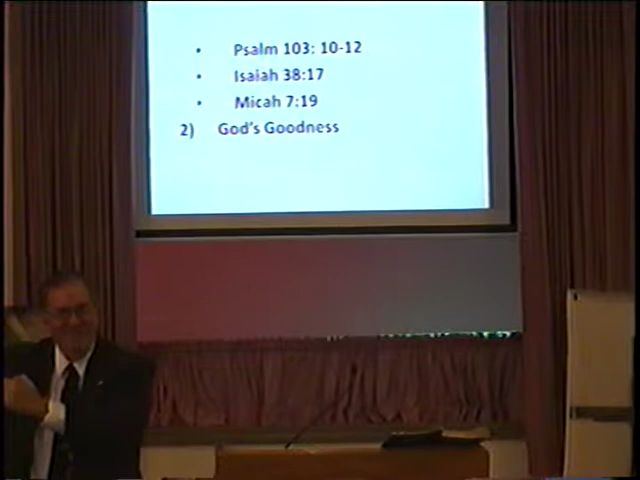 • Psalm 103: 10-12
• Isaiah 38:17
• Micah 7:19
2) God's Goodness